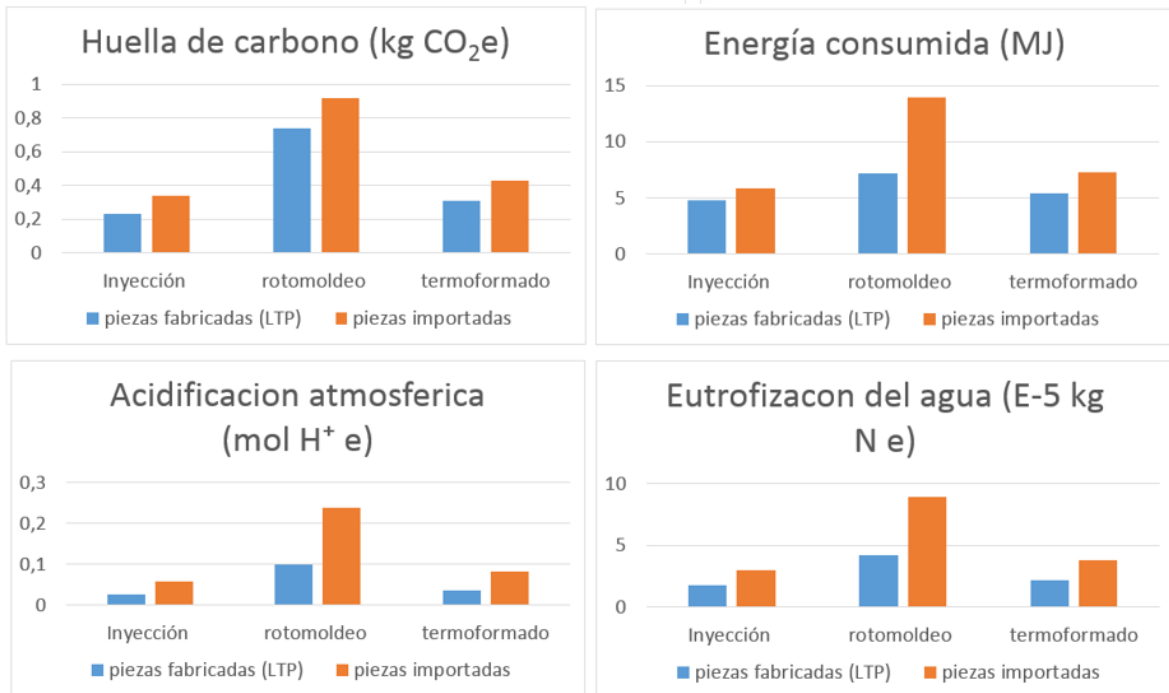 Huella de carbono (kg CO₂e)
1
0,8
0,6
0,4
0,2
0
Inyección rotomoldeo termoformado
piezas fabricadas (LTP) piezas importadas
Energía consumida (MJ)
15
10
5
0
Inyección rotomoldeo termoformado
piezas fabricadas (LTP) piezas importadas
Acidificacion atmosferica
(mol H⁺ e)
0,3
0,2
0,1
0
Inyección rotomoldeo termoformado
piezas fabricadas (LTP) piezas importadas
Eutrofizacon del agua (E-5 kg
N e)
10
5
0
Inyección rotomoldeo termoformado
piezas fabricadas (LTP) piezas importadas